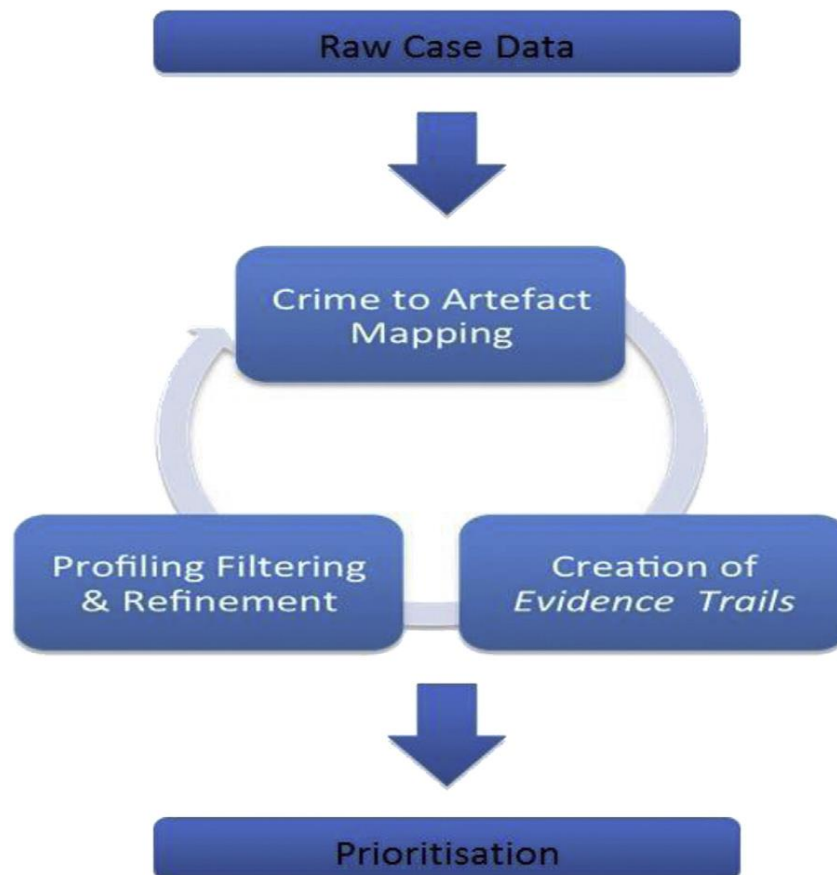 Raw Case Data
Crime to Artefact
Mapping
Profiling Filtering
& Refinement
Creation of
Evidence Trails
Prioritisation